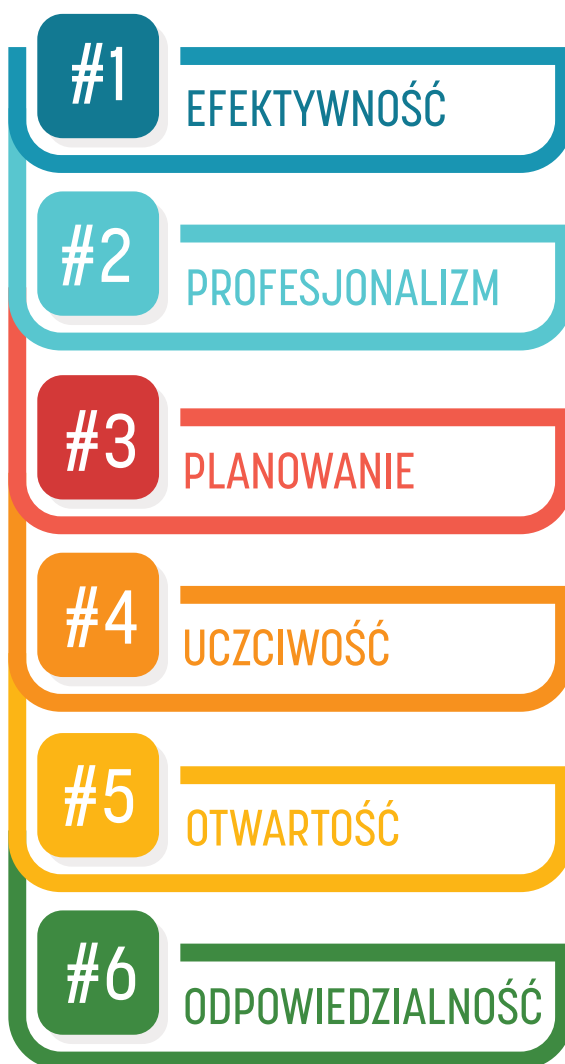 #1
EFEKTYWNOŚĆ
#2
PROFESJONALIZM
#3
PLANOWANIE
#4
UCZCIWOŚĆ
#5
OTWARTOŚĆ
#6
ODPOWIEDZIALNOŚĆ